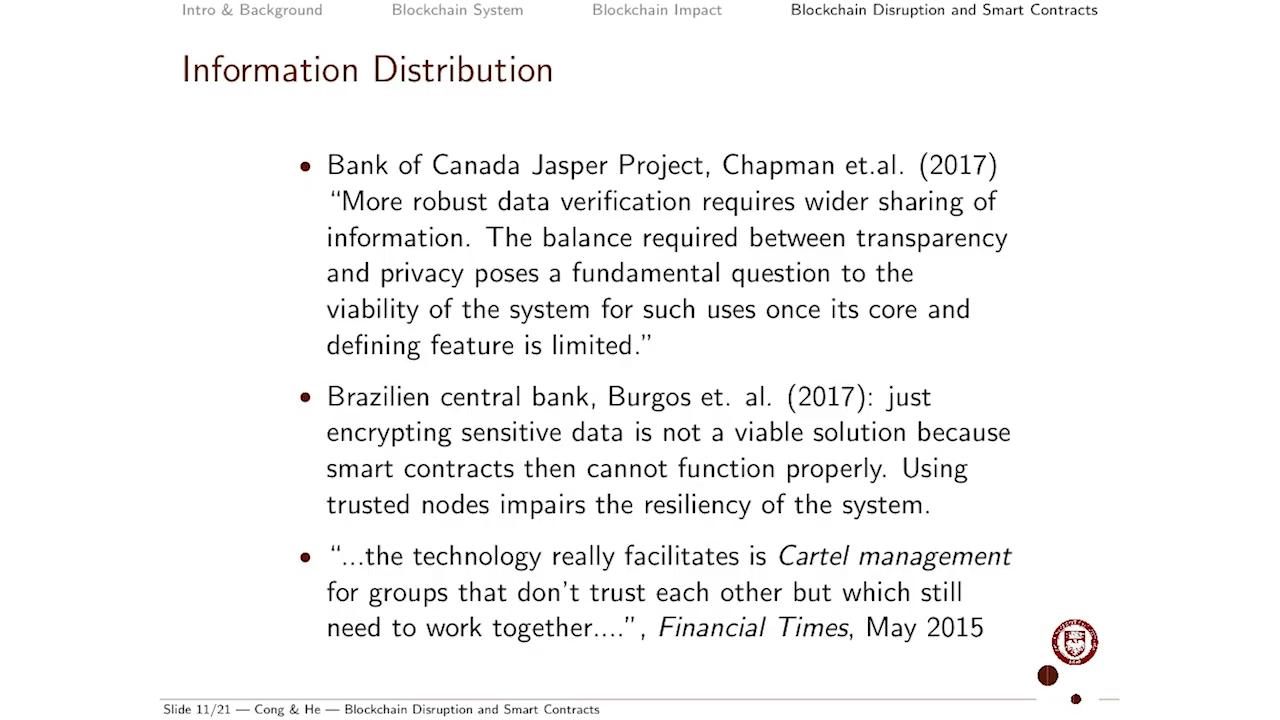 Intro & Background Blockchain System Blockchain Impact Blockchain Disruption and Smart Contracts
Information Distribution
• Bank of Canada Jasper Project, Chapman et.al. (2017)
“More robust data verification requires wider sharing of
information. The balance required between transparency
and privacy poses a fundamental question to the
viability of the system for such uses once its core and
defining feature is limited.”
• Brazilien central bank, Burgos et. al. (2017): just
encrypting sensitive data is not a viable solution because
smart contracts then cannot function properly. Using
trusted nodes impairs the resiliency of the system.
• “...the technology really facilitates is Cartel management
for groups that don’t trust each other but which still
need to work together....”, Financial Times, May 2015
Slide 11/21 — Cong & He — Blockchain Disruption and Smart Contracts